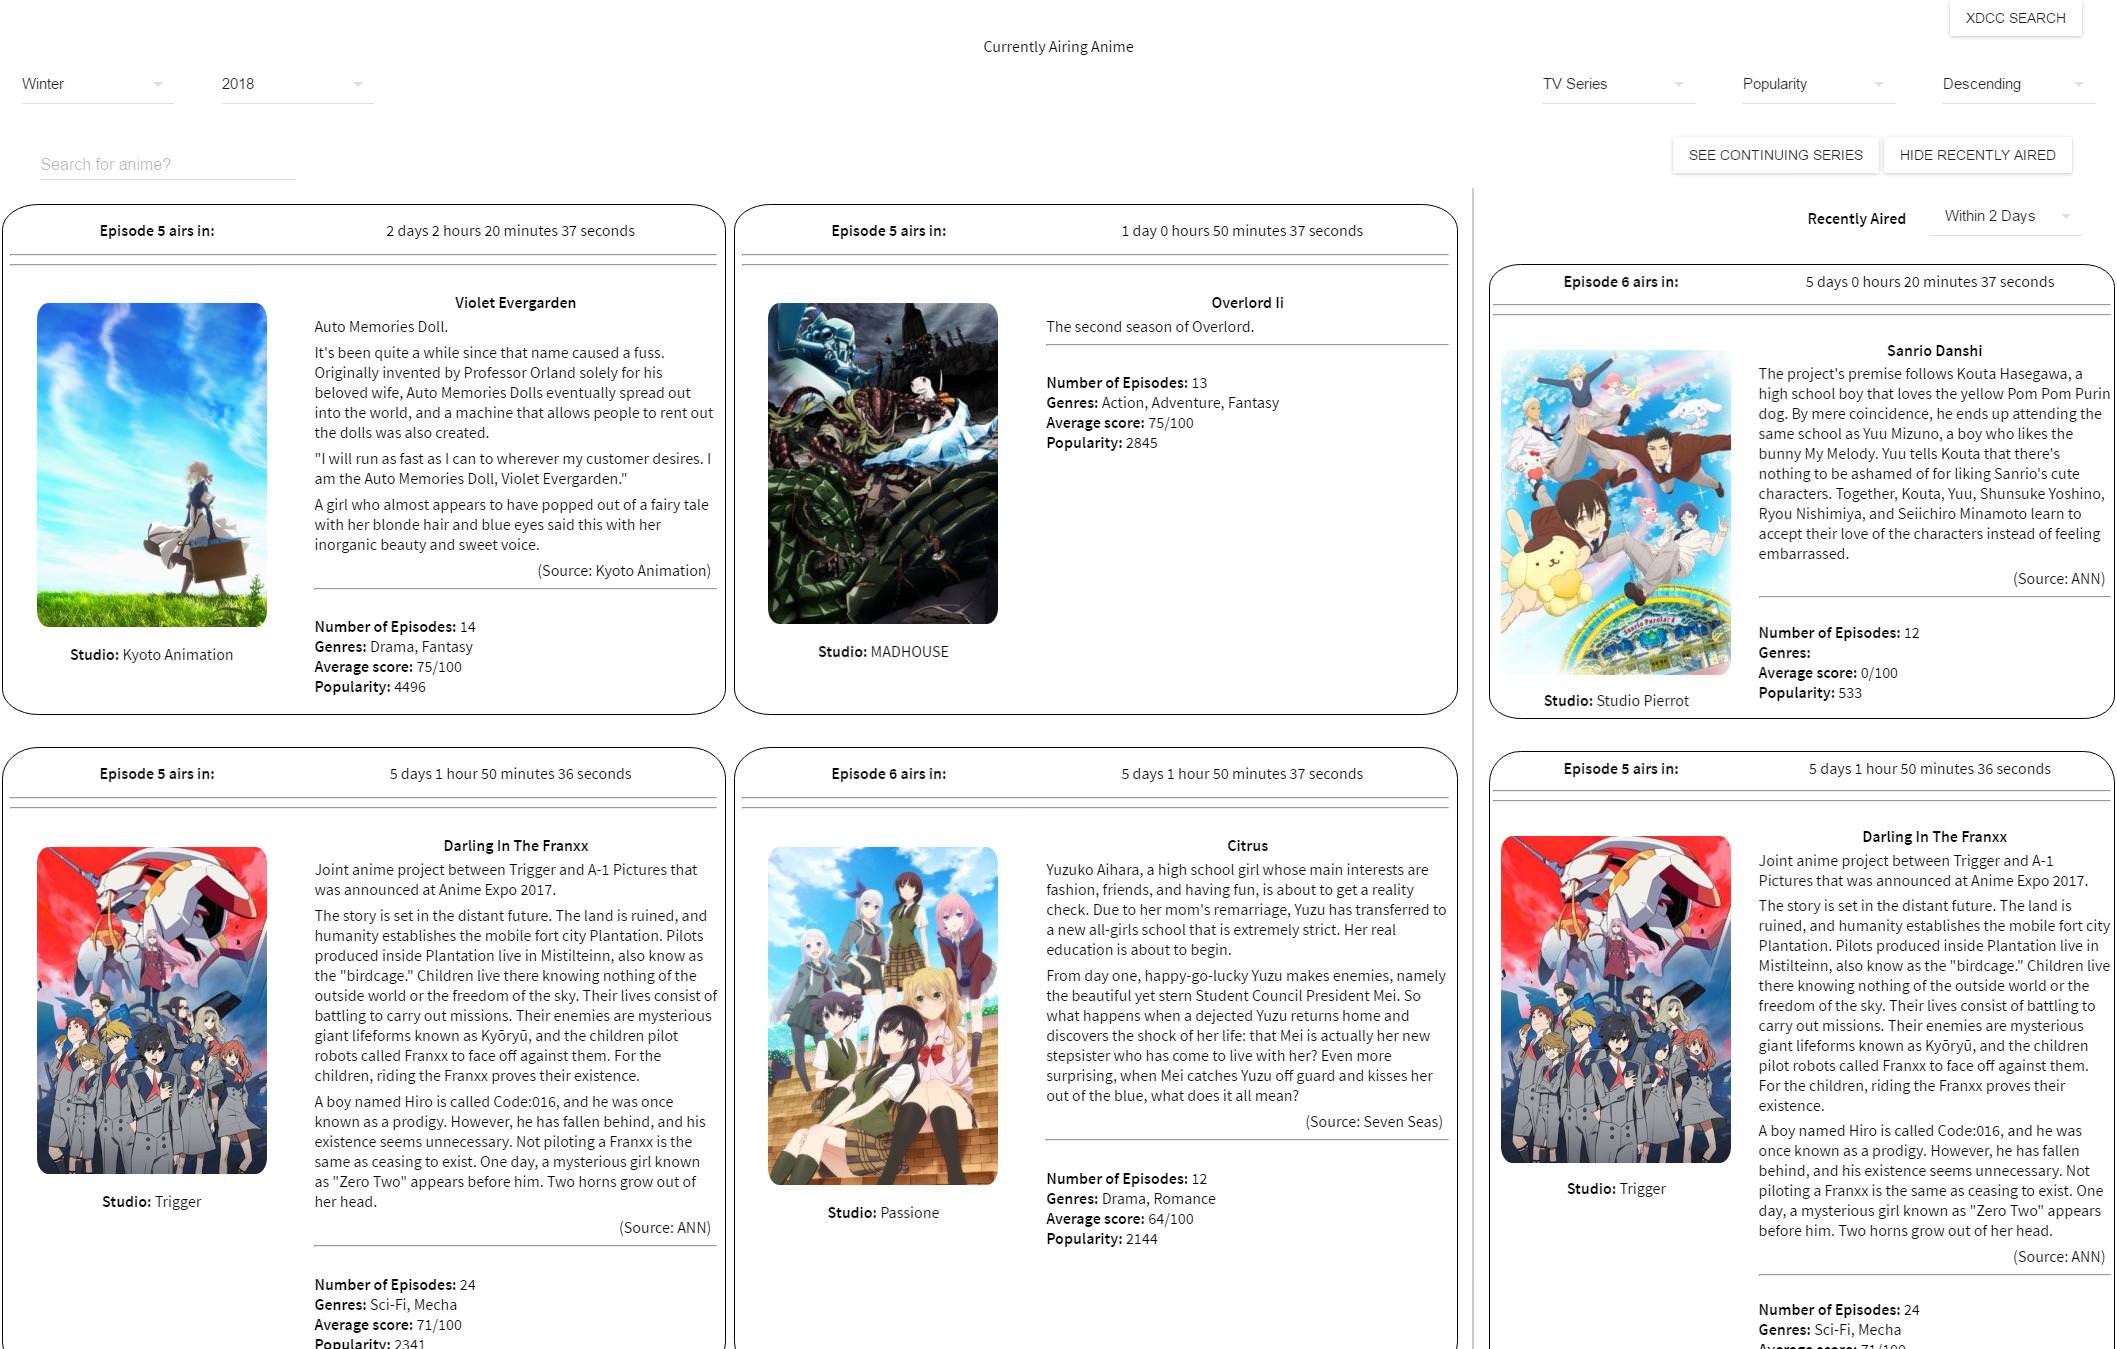 XDCC SEARCH
Currently Airing Anime
Winter
2018
TV Series
Popularity
Descending
Search for anime?
SEE CONTINUING SERIES
HIDE RECENTLY AIRED
Episode 5 airs in:
2 days 2 hours 20 minutes 37 seconds
Violet Evergarden
Auto Memories Doll.
It's been quite a while since that name caused a fuss.
Originally invented by Professor Orland solely for his
beloved wife, Auto Memories Dolls eventually spread out
into the world, and a machine that allows people to rent out
the dolls was also created.
"I will run as fast as I can to wherever my customer desires. I
am the Auto Memories Doll, Violet Evergarden."
A girl who almost appears to have popped out of a fairy tale
with her blonde hair and blue eyes said this with her
inorganic beauty and sweet voice.
(Source: Kyoto Animation)
Number of Episodes: 14
Genres: Drama, Fantasy
Average score: 75/100
Popularity: 4496
Studio: Kyoto Animation
Episode 5 airs in:
1 day 0 hours 50 minutes 37 seconds
Overlord Ii
The second season of Overlord.
Number of Episodes: 13
Genres: Action, Adventure, Fantasy
Average score: 75/100
Popularity: 2845
Studio: MADHOUSE
Episode 5 airs in:
5 days 1 hour 50 minutes 36 seconds
Darling In The Franxx
Joint anime project between Trigger and A-1 Pictures that
was announced at Anime Expo 2017.
The story is set in the distant future. The land is ruined, and
humanity establishes the mobile fort city Plantation. Pilots
produced inside Plantation live in Mistilteinn, also know as
the "birdcage." Children live there knowing nothing of the
outside world or the freedom of the sky. Their lives consist of
battling to carry out missions. Their enemies are mysterious
giant lifeforms known as Kyōryū, and the children pilot
robots called Franxx to face off against them. For the
children, riding the Franxx proves their existence.
A boy named Hiro is called Code:016, and he was once
known as a prodigy. However, he has fallen behind, and his
existence seems unnecessary. Not piloting a Franxx is the
same as ceasing to exist. One day, a mysterious girl known
as "Zero Two" appears before him. Two horns grow out of
her head.
(Source: ANN)
Number of Episodes: 24
Genres: Sci-Fi, Mecha
Average score: 71/100
Popularity: 2341
Studio: Trigger
Episode 6 airs in:
5 days 1 hour 50 minutes 37 seconds
Citrus
Yuzuko Aihara, a high school girl whose main interests are
fashion, friends, and having fun, is about to get a reality
check. Due to her mom's remarriage, Yuzu has transferred to
a new all-girls school that is extremely strict. Her real
education is about to begin.
From day one, happy-go-lucky Yuzu makes enemies, namely
the beautiful yet stern Student Council President Mei. So
what happens when a dejected Yuzu returns home and
discovers the shock of her life: that Mei is actually her new
stepsister who has come to live with her? Even more
surprising, when Mei catches Yuzu off guard and kisses her
out of the blue, what does it all mean?
(Source: Seven Seas)
Number of Episodes: 12
Genres: Drama, Romance
Average score: 64/100
Popularity: 2144
Studio: Passione
Recently Aired
Within 2 Days
Episode 6 airs in:
5 days 0 hours 20 minutes 37 seconds
Sanrio Danshi
The project's premise follows Kouta Hasegawa, a
high school boy that loves the yellow Pom Pom Purin
dog. By mere coincidence, he ends up attending the
same school as Yuu Mizuno, a boy who likes the
bunny My Melody. Yuu tells Kouta that there's
nothing to be ashamed of for liking Sanrio's cute
characters. Together, Kouta, Yuu, Shunsuke Yoshino,
Ryou Nishimiya, and Seiichiro Minamoto learn to
accept their love of the characters instead of feeling
embarrassed.
(Source: ANN)
Number of Episodes: 12
Genres:
Average score: 0/100
Popularity: 533
Studio: Studio Pierrot
Episode 5 airs in:
5 days 1 hour 50 minutes 36 seconds
Darling In The Franxx
Joint anime project between Trigger and A-1
Pictures that was announced at Anime Expo 2017.
The story is set in the distant future. The land is
ruined, and humanity establishes the mobile fort city
Plantation. Pilots produced inside Plantation live in
Mistilteinn, also know as the "birdcage." Children live
there knowing nothing of the outside world or the
freedom of the sky. Their lives consist of battling to
carry out missions. Their enemies are mysterious
giant lifeforms known as Kyōryū, and the children
pilot robots called Franxx to face off against them.
For the children, riding the Franxx proves their
existence.
A boy named Hiro is called Code:016, and he was
once known as a prodigy. However, he has fallen
behind, and his existence seems unnecessary. Not
piloting a Franxx is the same as ceasing to exist. One
day, a mysterious girl known as "Zero Two" appears
before him. Two horns grow out of her head.
(Source: ANN)
Number of Episodes: 24
Genres: Sci-Fi, Mecha
Average score: 71/100
Studio: Trigger